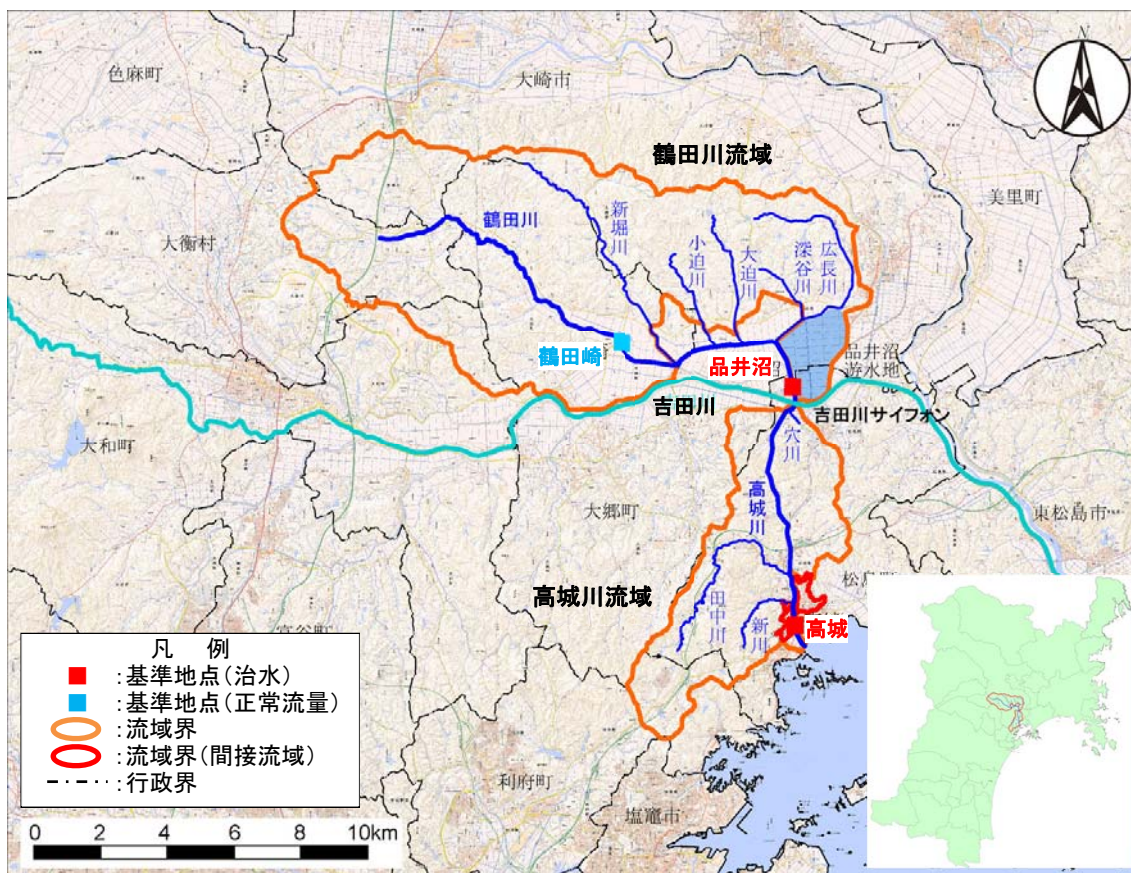 色麻町
大崎市
N
鶴田川流域
美里町
大衡村
鶴田川
新堀川
小迫川
大迫川
深谷川
広長川
鶴田崎
品井沼
品井沼
遊水地
吉田川
吉田川サイフォン
穴川
大和町
大郷町
高城川
東松島市
高城川流域
松島町
田中川
新川
高城
富谷町
利府町
塩竈市
凡 例
:基準地点(治水)
:基準地点(正常流量)
:流域界
:流域界(間接流域)
:行政界
0 2 4 6 8 10km